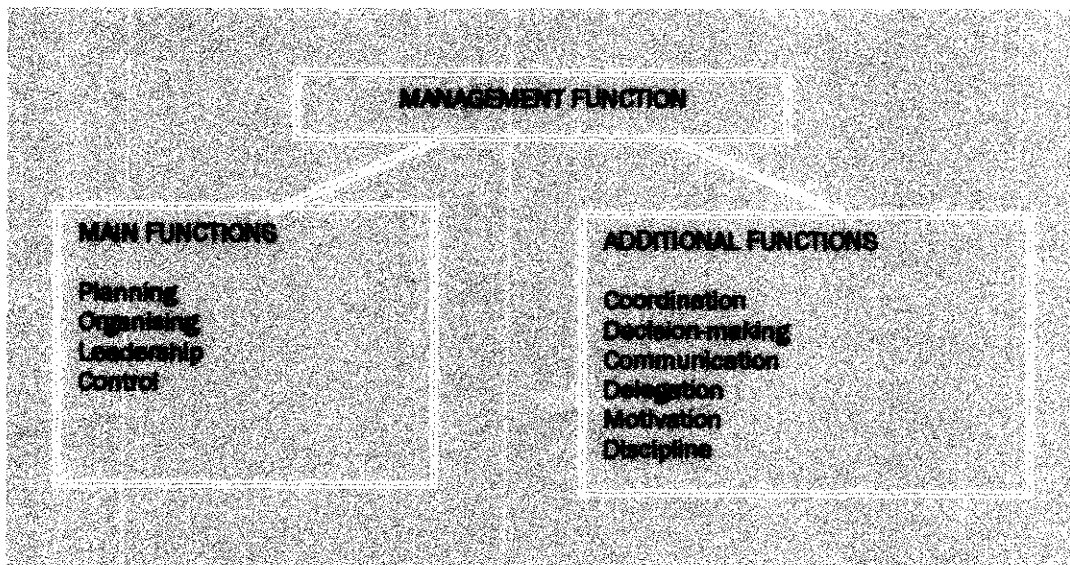 MANAGEMENT FUNCTION
MAIN FUNCTIONS
Planning
Organising
Leadership
Control
ADDITIONAL FUNCTIONS
Coordination
Decision-making
Communication
Delegation
Motivation
Discipline